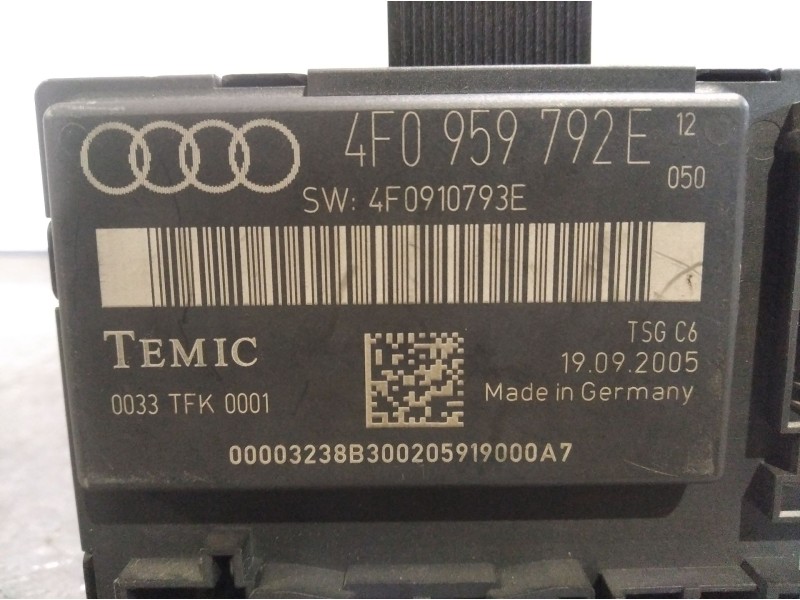 4F0 959 792 E 12
050
SW: 4F0910793E
TEMIC
TSG C6
19.09.2005
0033 TFK 0001
Made in Germany
00003238B300205919000A7